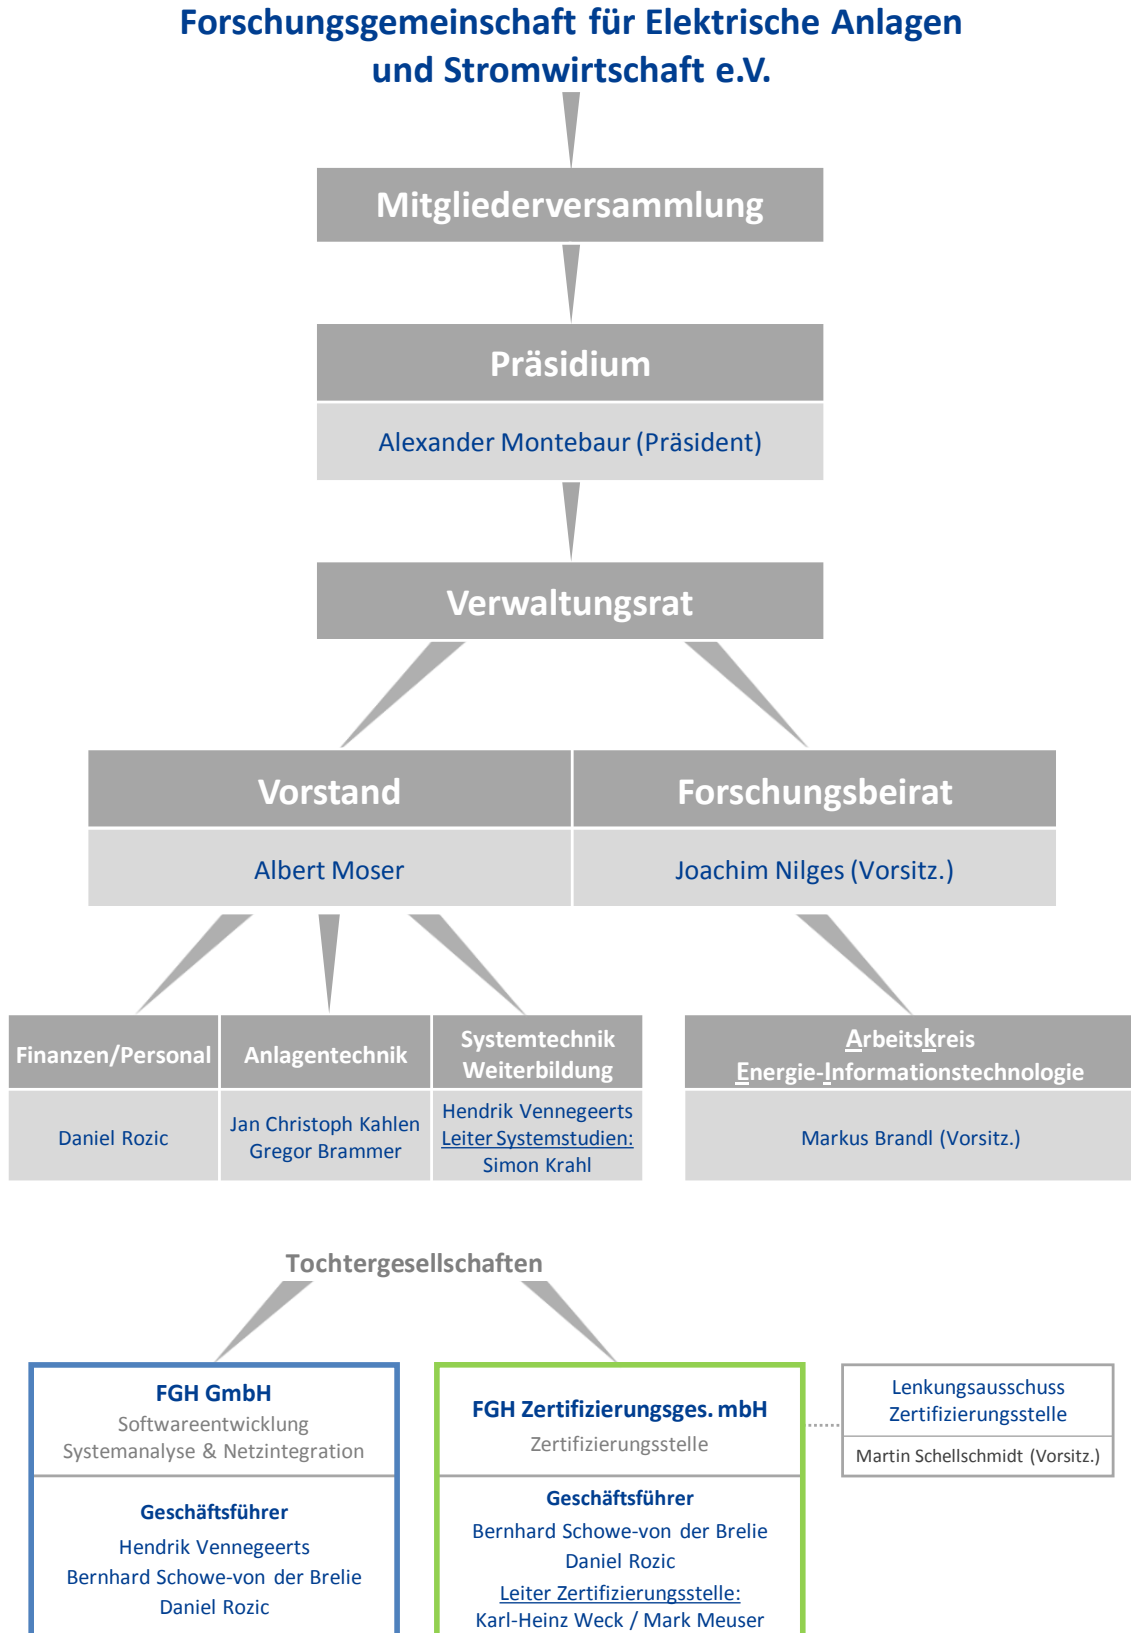 Forschungsgemeinschaft für Elektrische Anlagen
und Stromwirtschaft e.V.
Mitgliederversammlung
Präsidium
Alexander Montebaur (Präsident)
Verwaltungsrat
Vorstand
Albert Moser
Forschungsbeirat
Joachim Nilges (Vorsitz.)
Finanzen/Personal
Daniel Rozic
Anlagentechnik
Jan Christoph Kahlen
Gregor Brammer
Systemtechnik
Weiterbildung
Hendrik Vennegeerts
Leiter Systemstudien:
Simon Krahl
Arbeitskreis
Energie-Informationstechnologie
Markus Brandl (Vorsitz.)
Tochtergesellschaften
FGH GmbH
Softwareentwicklung
Systemanalyse & Netzintegration
Geschäftsführer
Hendrik Vennegeerts
Bernhard Schowe-von der Brelie
Daniel Rozic
FGH Zertifizierungsges. mbH
Zertifizierungsstelle
Geschäftsführer
Bernhard Schowe-von der Brelie
Daniel Rozic
Leiter Zertifizierungsstelle:
Karl-Heinz Weck / Mark Meuser
Lenkungsausschuss
Zertifizierungsstelle
Martin Schellschmidt (Vorsitz.)